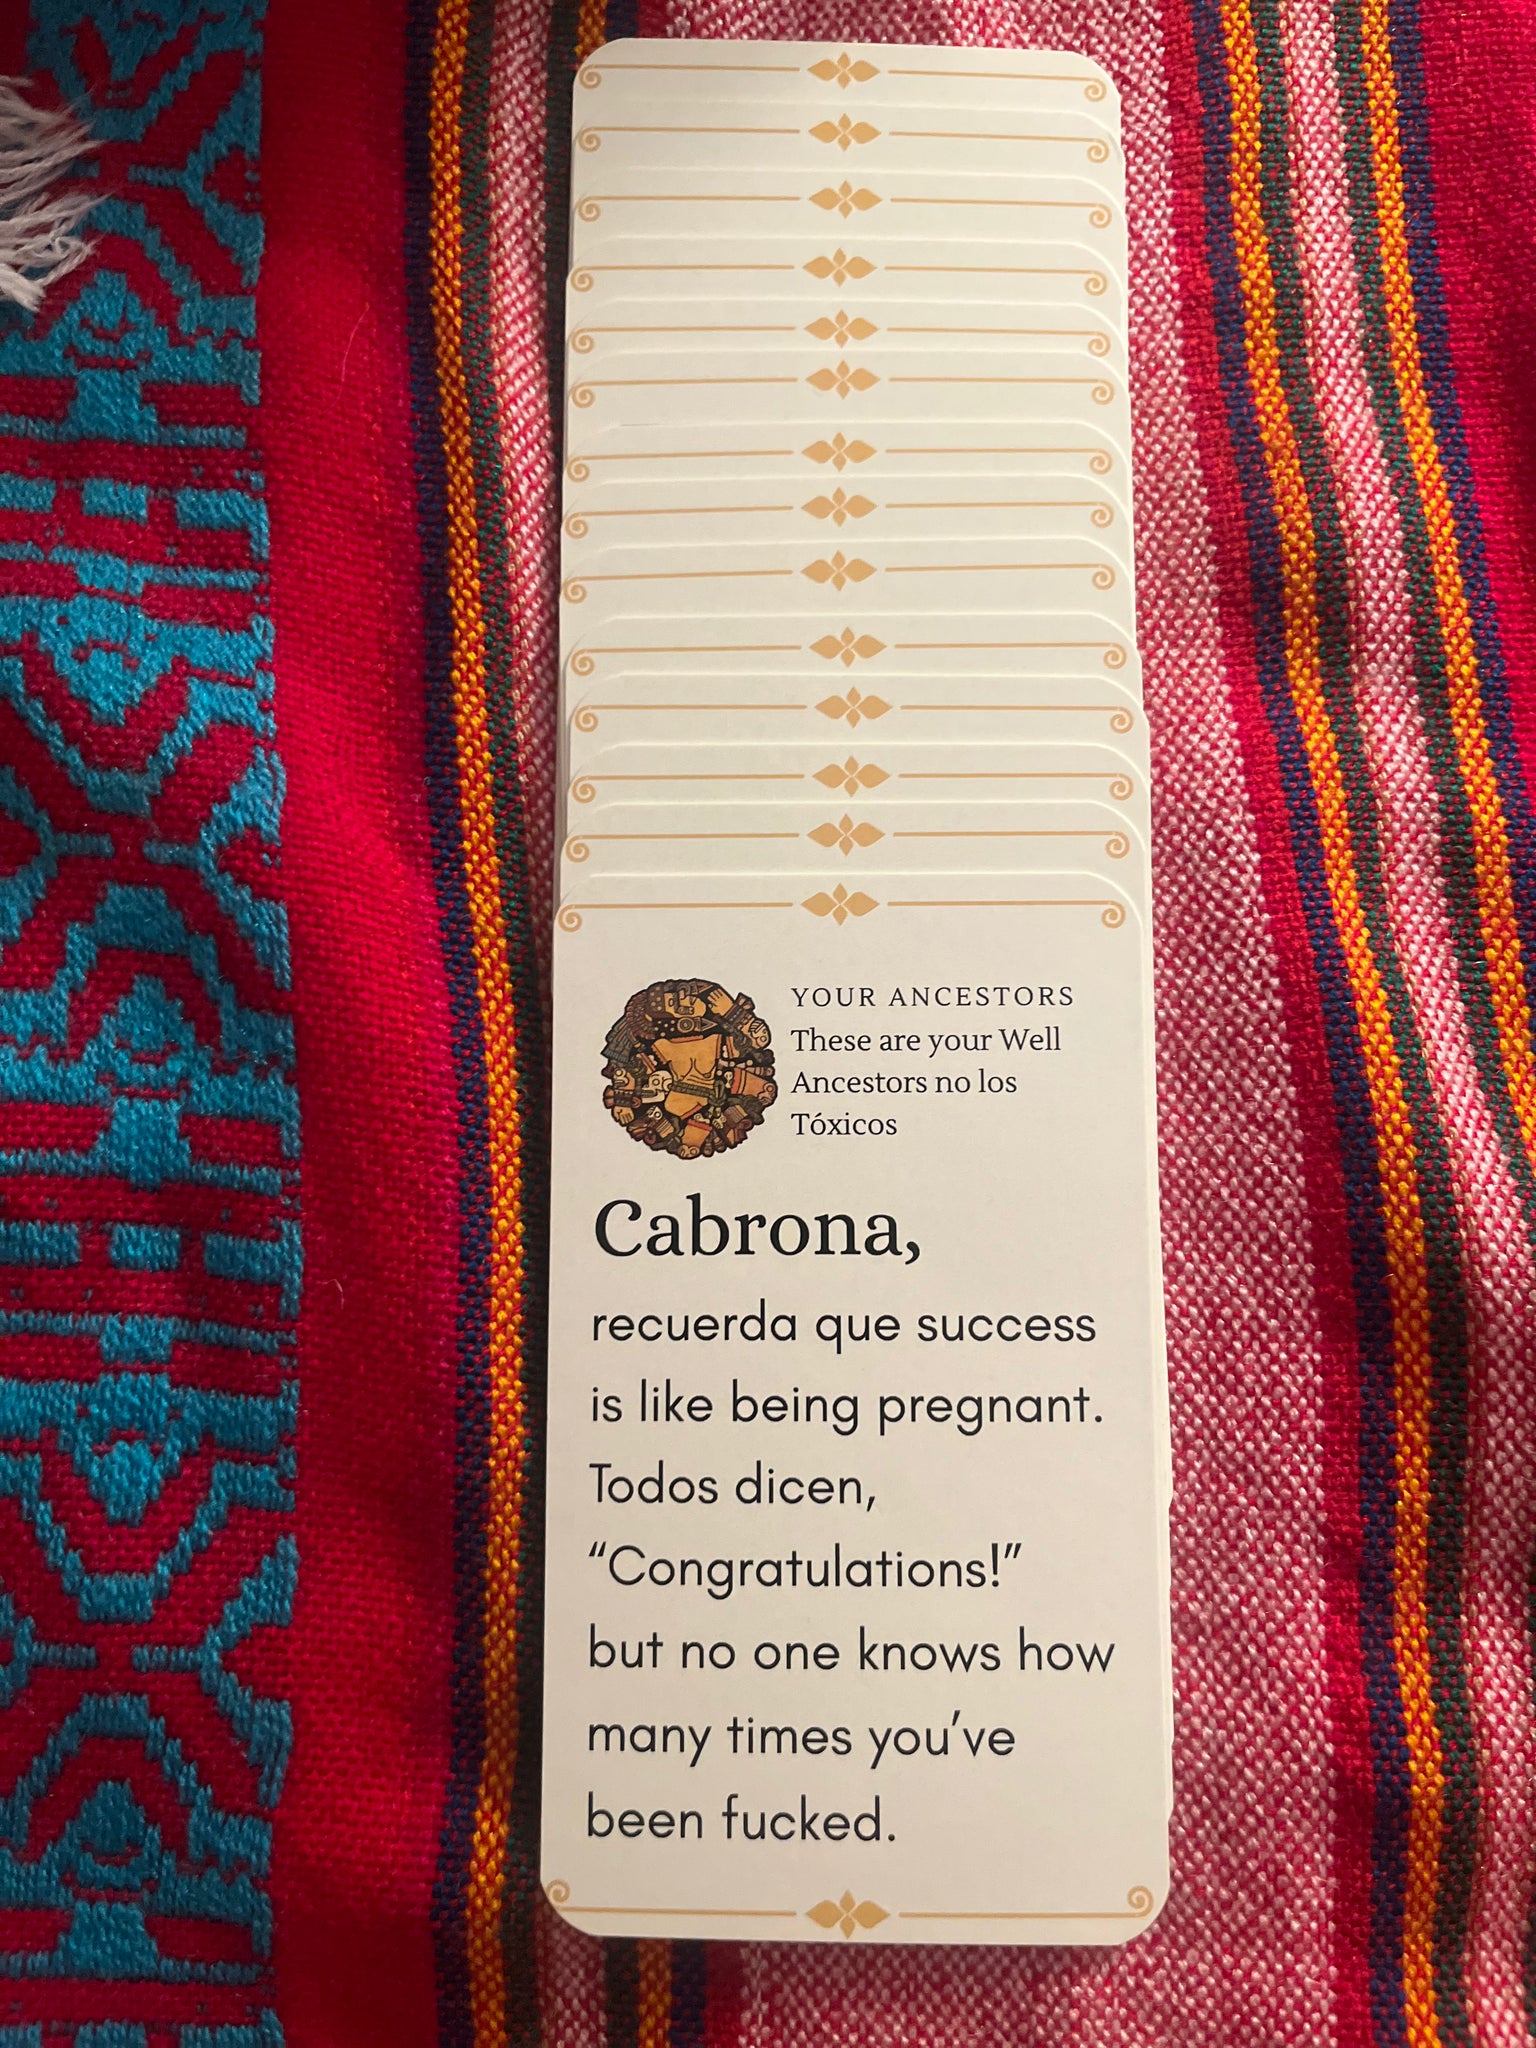 YOUR ANCESTORS
These are your Well
Ancestors no los
Tóxicos
Cabrona,
recuerda que success
is like being pregnant.
Todos dicen,
“Congratulations!”
but no one knows how
many times you’ve
been fucked.